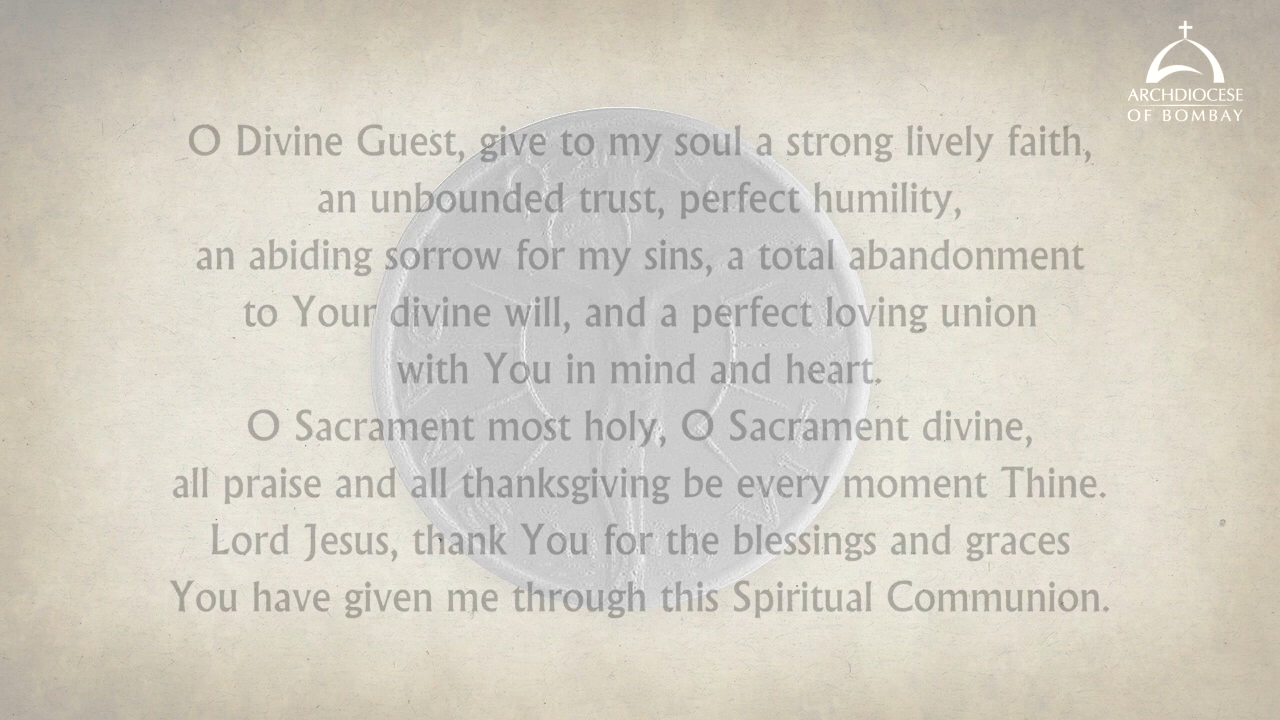 ARCHDIOCESE
OF BOMBAY
O Divine Guest, give to my soul a strong lively faith,
an unbounded trust, perfect humility,
an abiding sorrow for my sins, a total abandonment
to Your divine will, and a perfect loving union
with You in mind and heart.
O Sacrament most holy, O Sacrament divine,
all praise and all thanksgiving be every moment Thine.
Lord Jesus, thank You for the blessings and graces
You have given me through this Spiritual Communion.